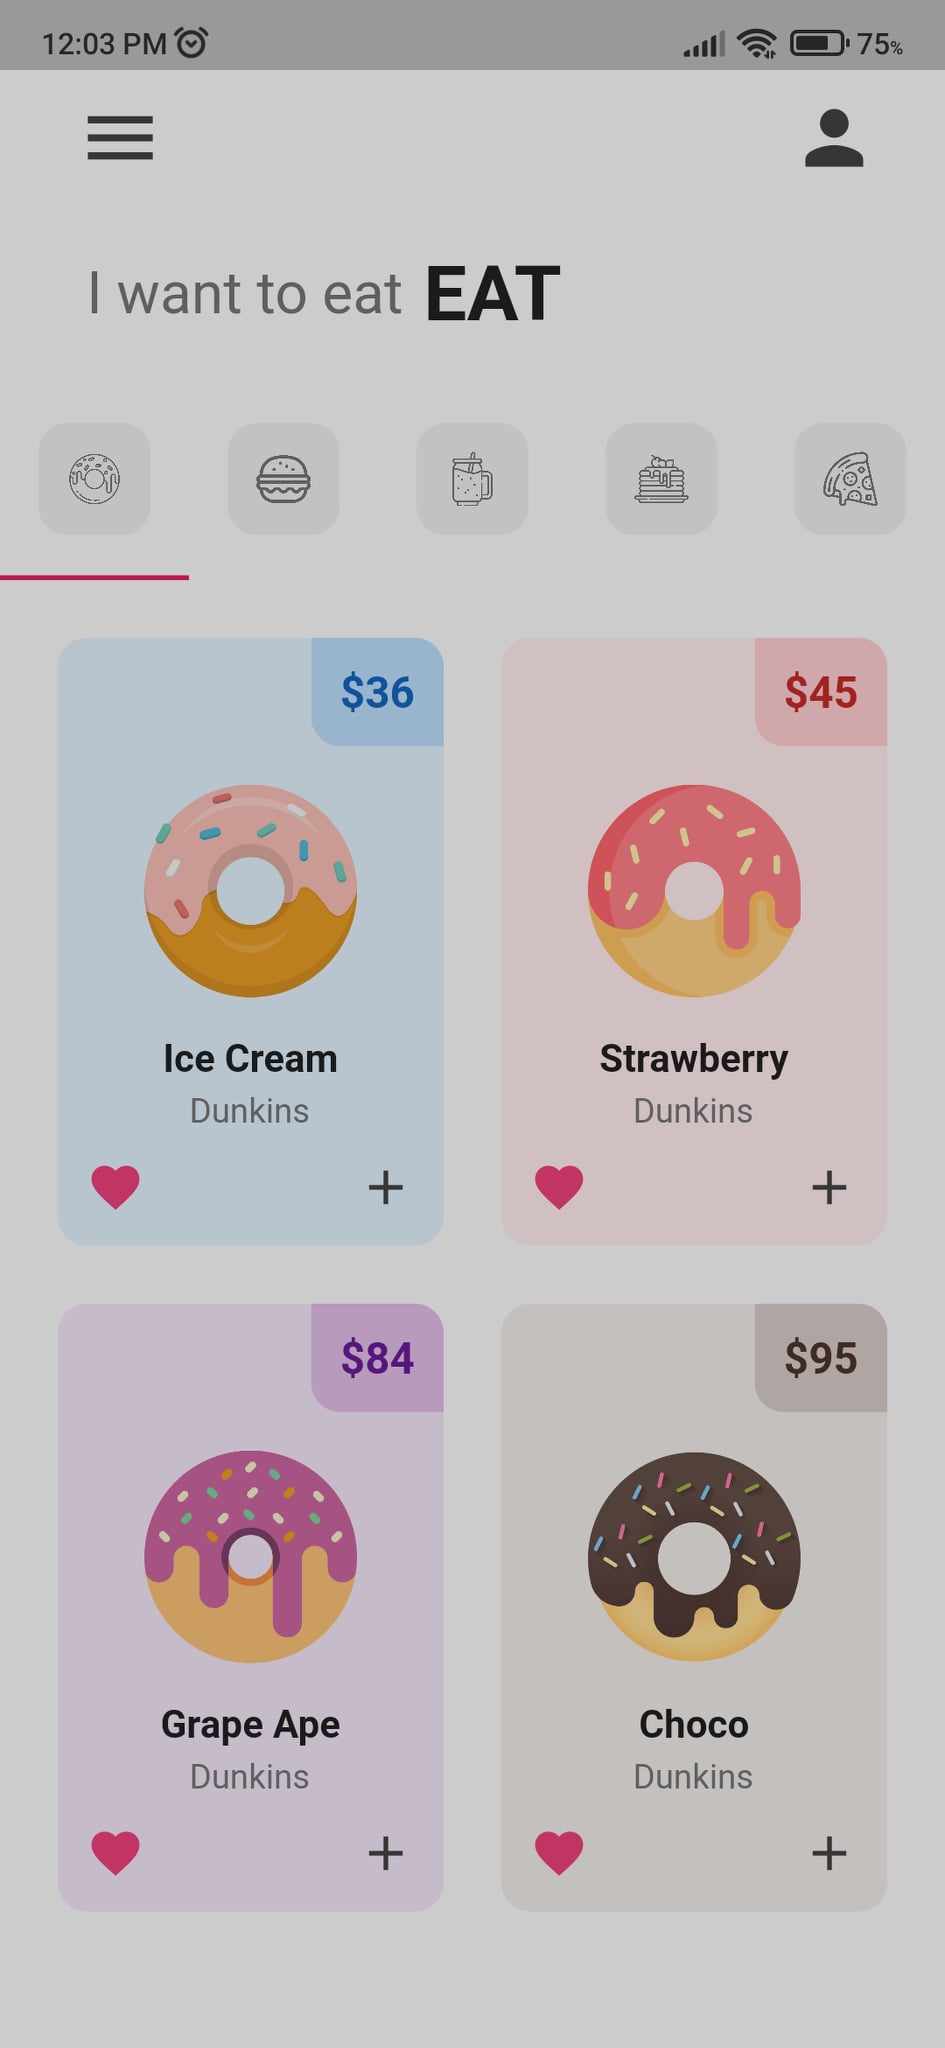 12:03 PM 75%
I want to eat EAT
$36 $45
Ice Cream Strawberry
Dunkins Dunkins
$84 $95
Grape Ape Choco
Dunkins Dunkins